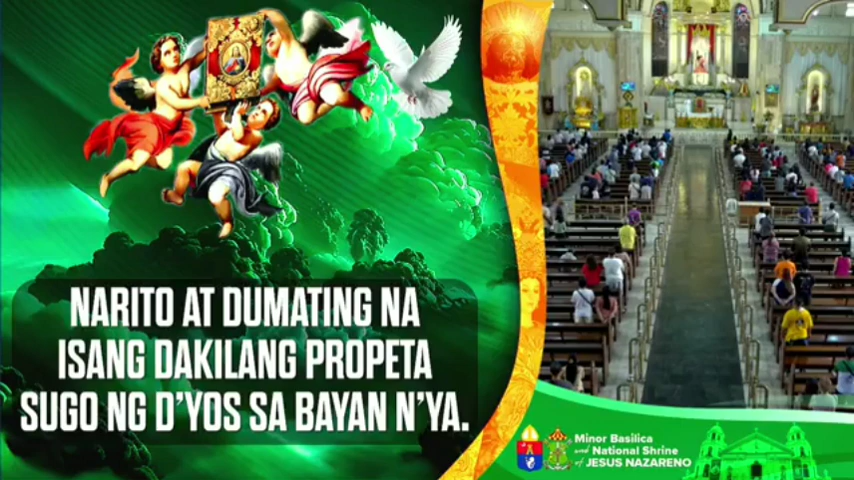 NARITO AT DUMATING NA
ISANG DAKILANG PROPETA
SUGO NG D'YOS SA BAYAN N'YA.
Minor Basilica
and National Shrine
of JESUS NAZARENO